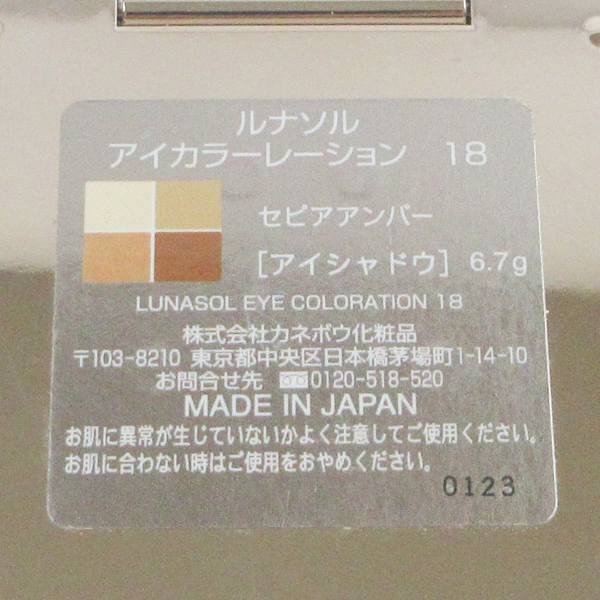 ルナソル
アイカラーレーション 18
セピアアンバー
[アイシャドウ] 6.7g
LUNASOL EYE COLORATION 18
株式会社カネボウ化粧品
〒103-8210 東京都中央区日本橋茅場町1-14-10
お問合せ先 0120-518-520
MADE IN JAPAN
お肌に異常が生じていないかよく注意してご使用ください。
お肌に合わない時はご使用をおやめください。
0123